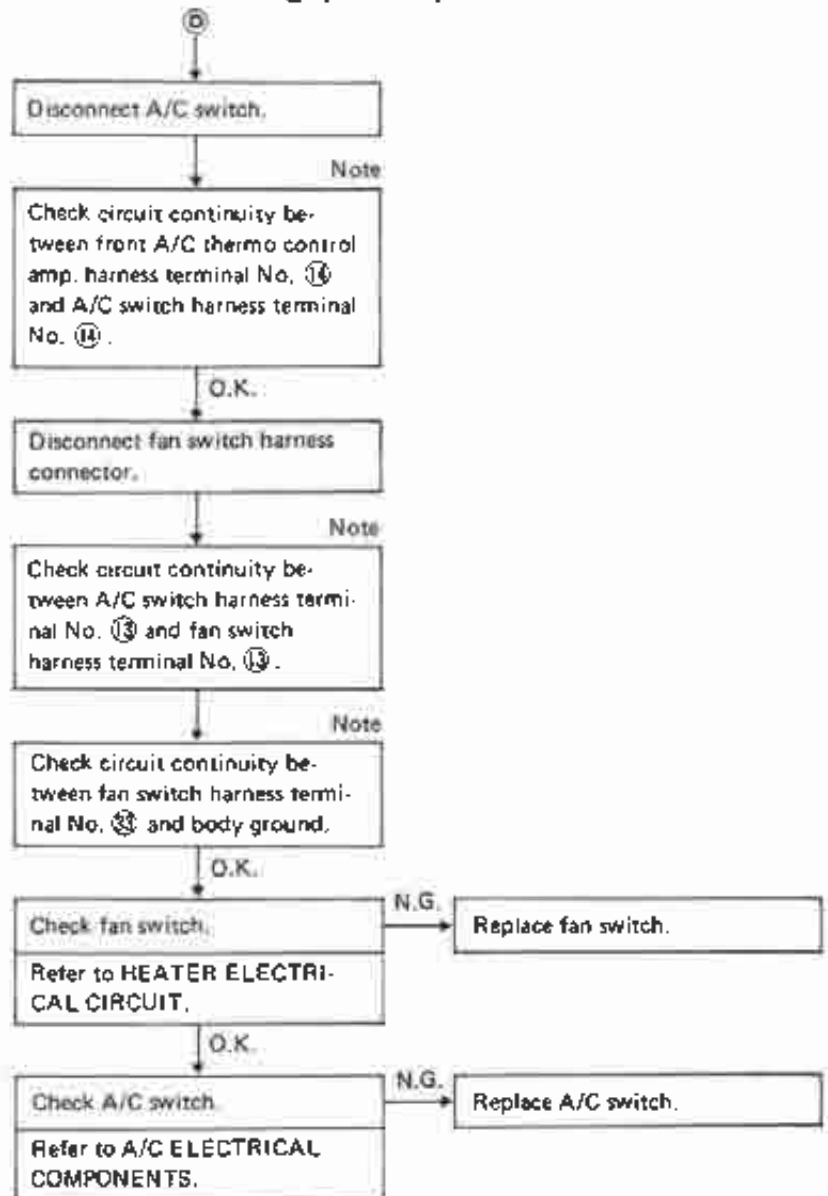 D
Disconnect A/C switch.
Note
Check circuit continuity be-
tween front A/C thermo control
amp. harness terminal No. ⑭
and A/C switch harness terminal
No. ⑭ .
O.K.
Disconnect fan switch harness
connector.
Note
Check circuit continuity be-
tween A/C switch harness termi-
nal No. ⑬ and fan switch
harness terminal No. ⑬ .
Note
Check circuit continuity be-
tween fan switch harness termi-
nal No. ㉝ and body ground.
O.K.
Check fan switch.
N.G.
Replace fan switch.
Refer to HEATER ELECTRI-
CAL CIRCUIT.
O.K.
Check A/C switch.
N.G.
Replace A/C switch.
Refer to A/C ELECTRICAL
COMPONENTS.